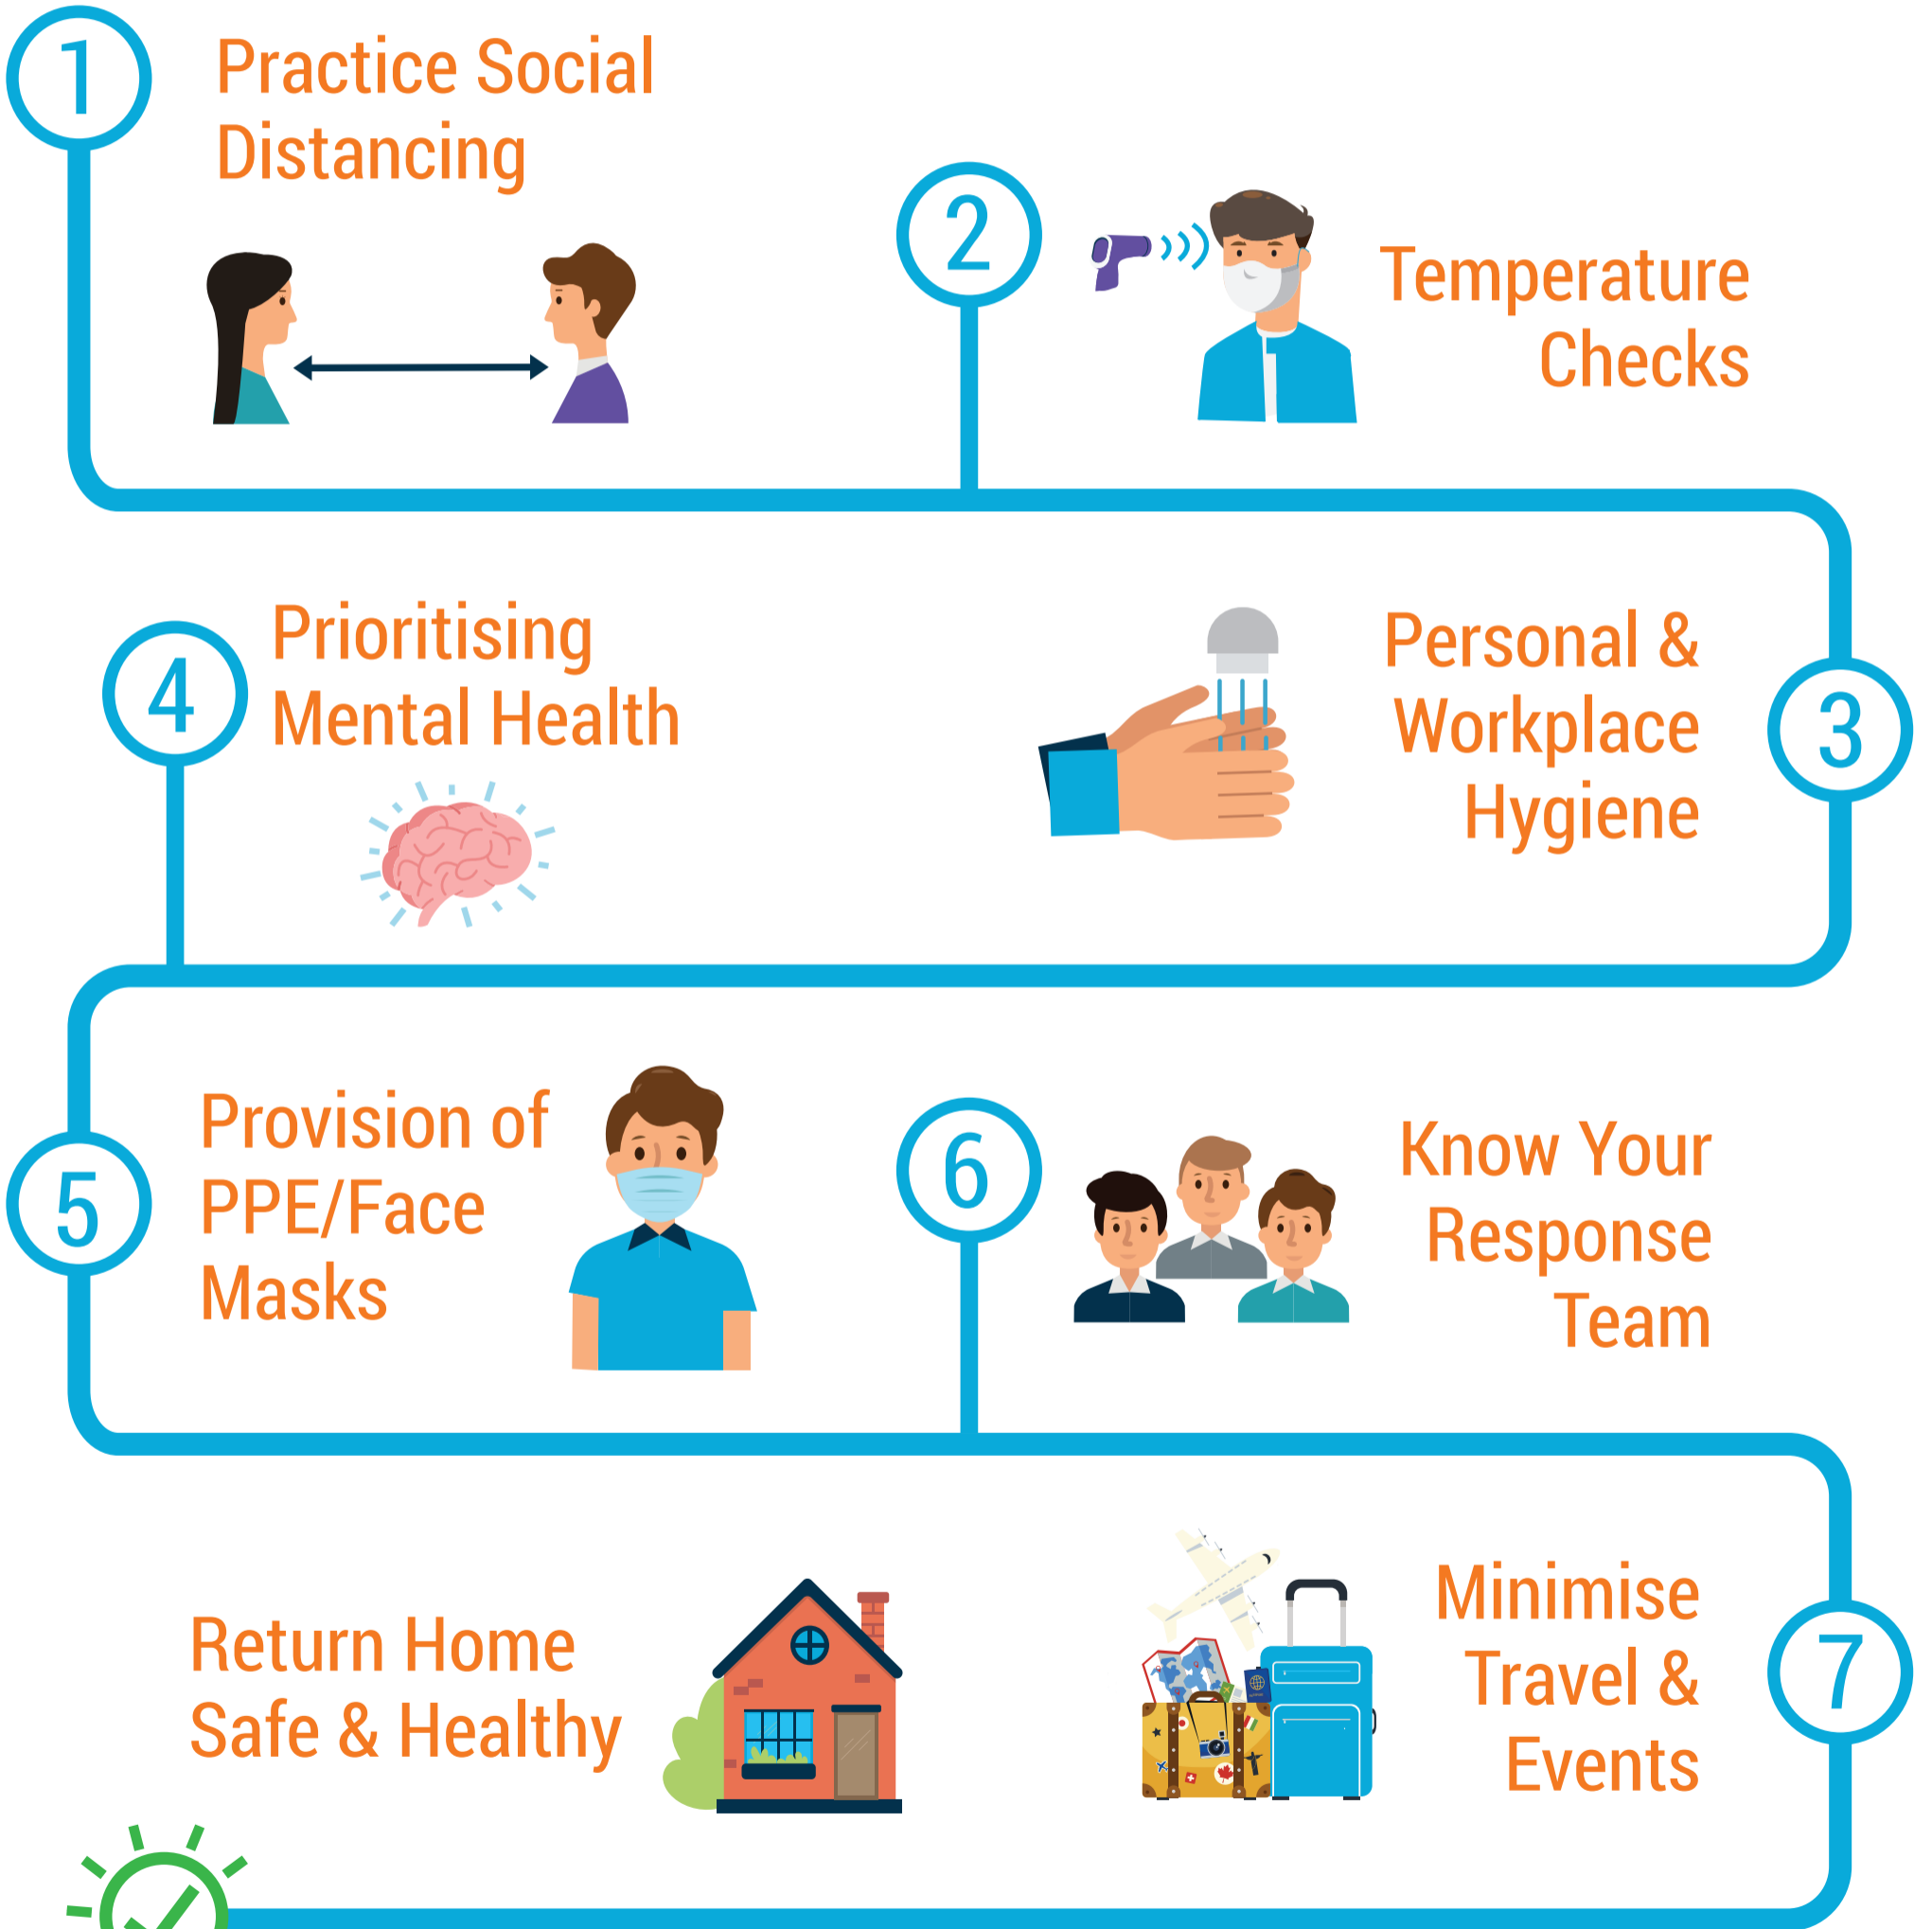 1
Practice Social
Distancing
2
Temperature
Checks
3
Personal &
Workplace
Hygiene
4
Prioritising
Mental Health
5
Provision of
PPE/Face
Masks
6
Know Your
Response
Team
7
Minimise
Travel &
Events
Return Home
Safe & Healthy